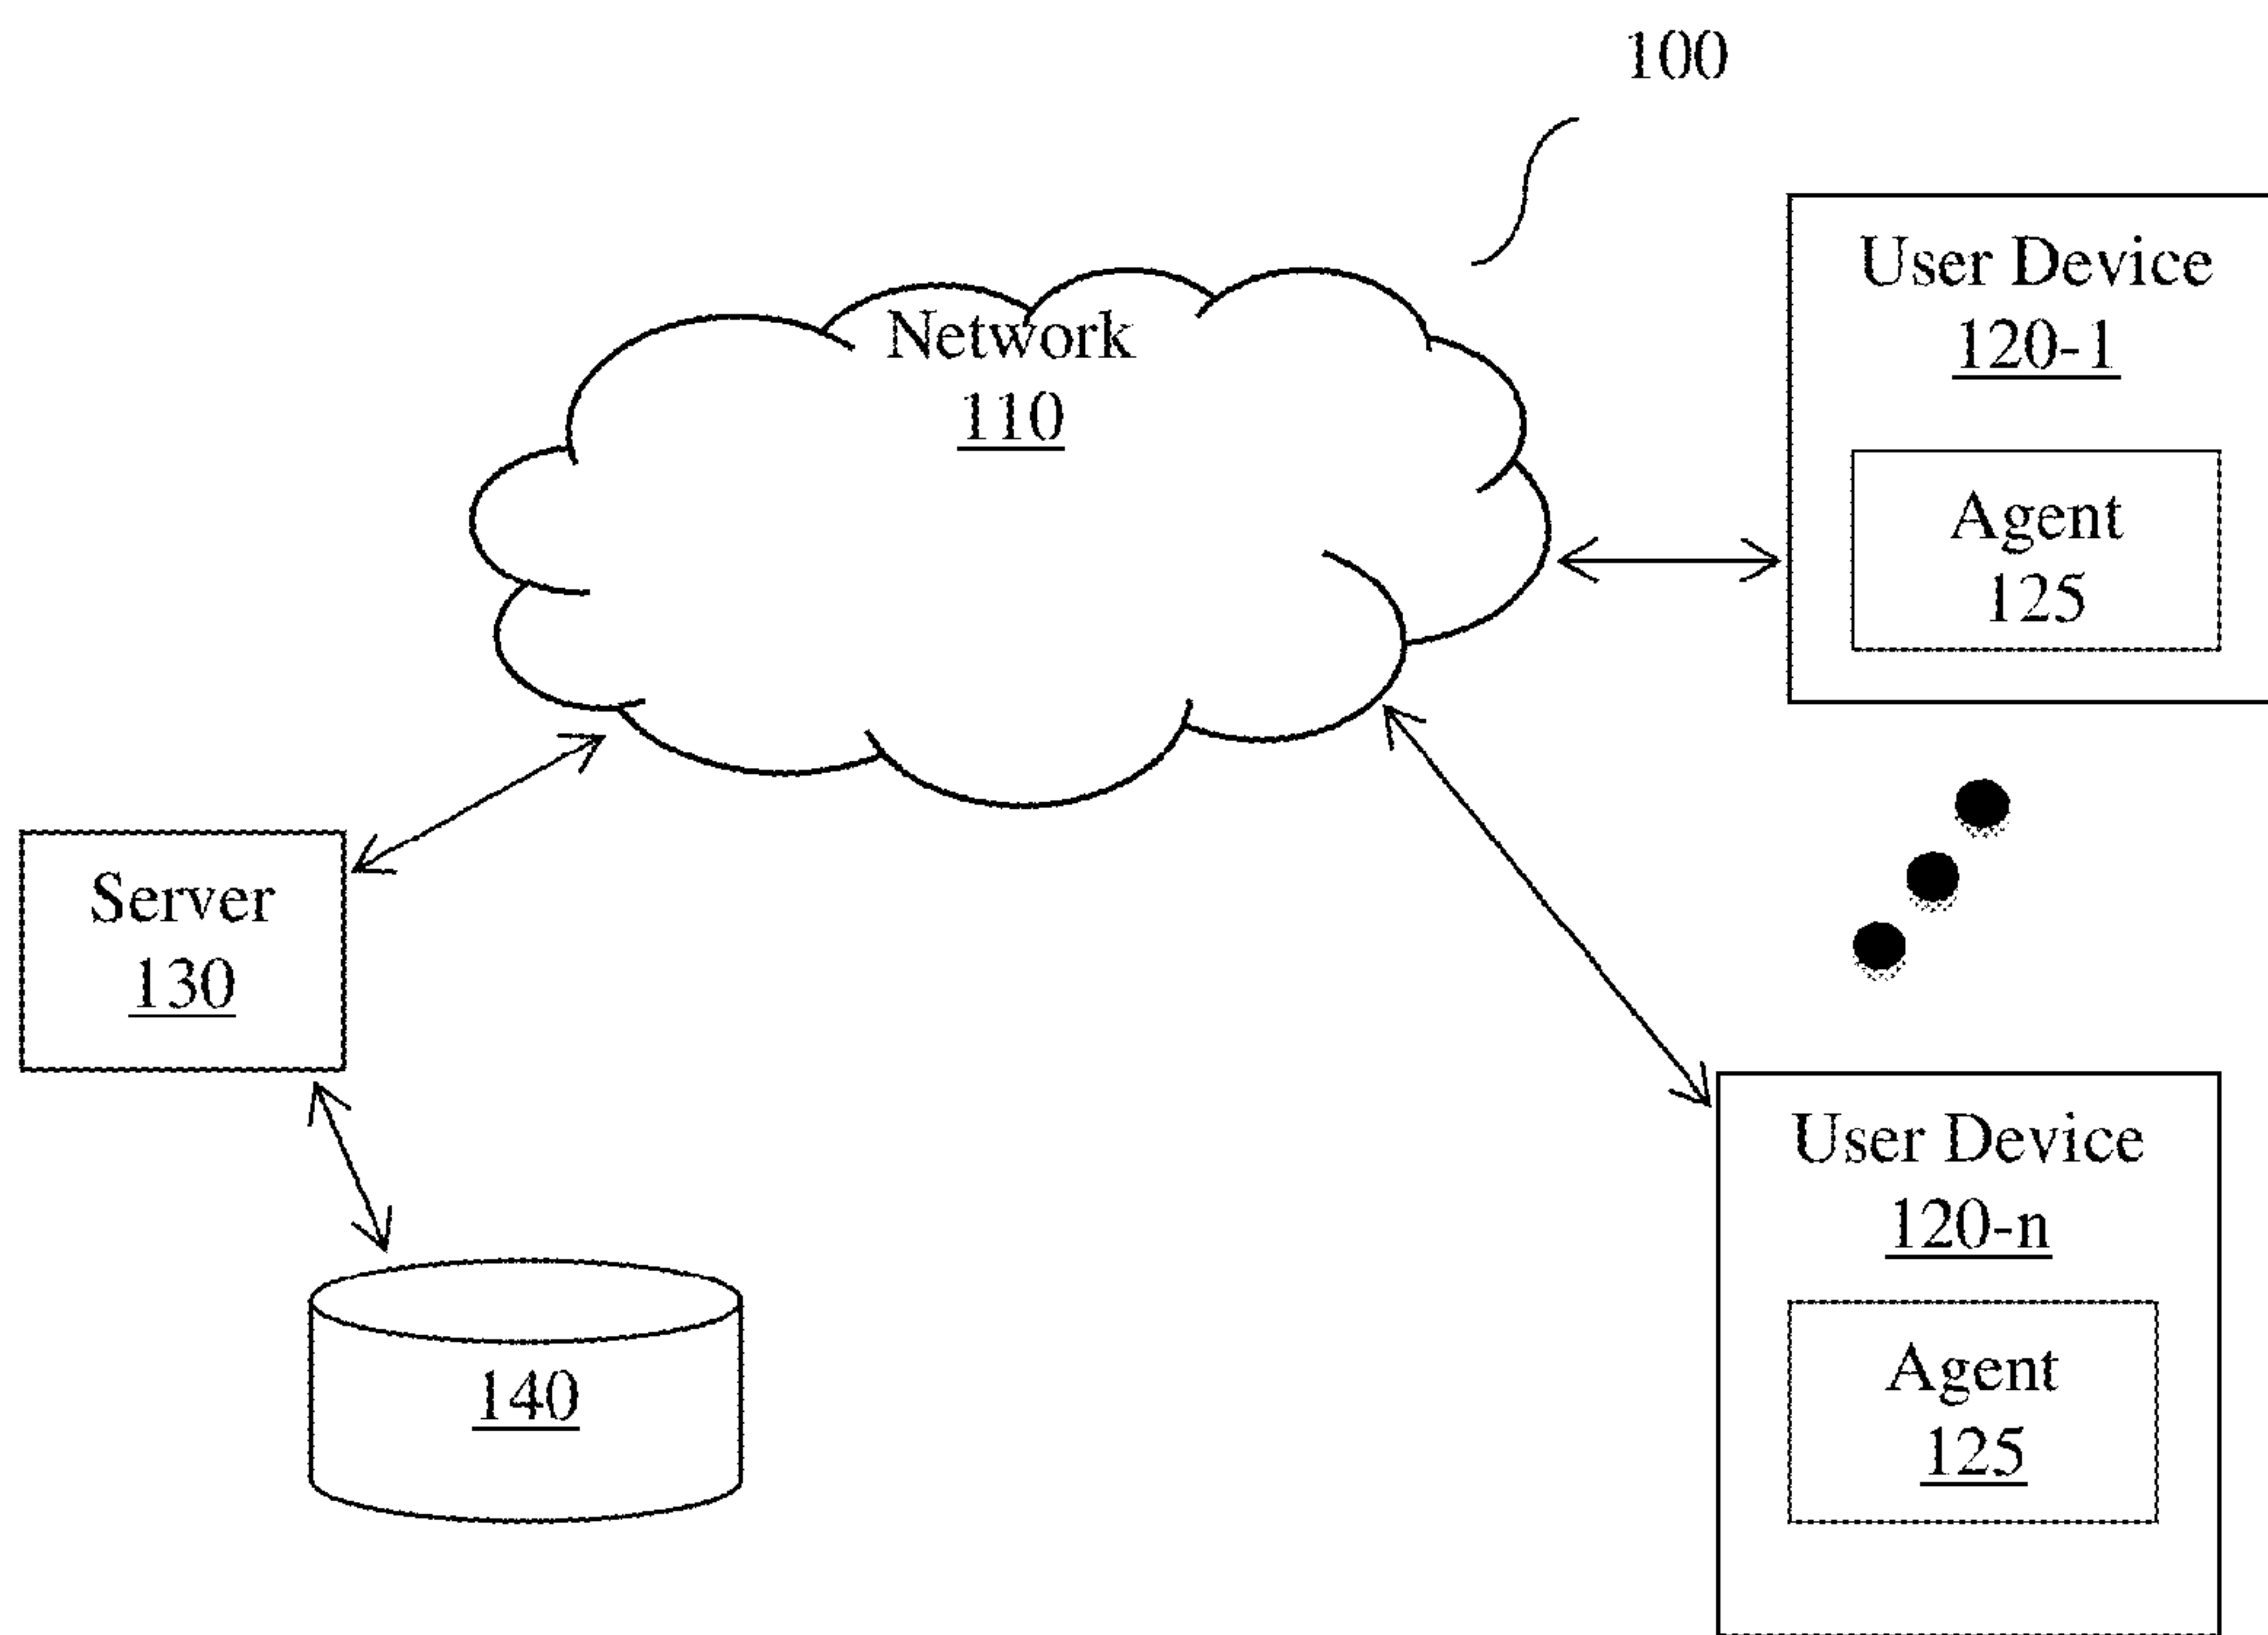 100
Network
110
User Device
120-1
Agent
125
Server
130
User Device
120-n
Agent
125
140